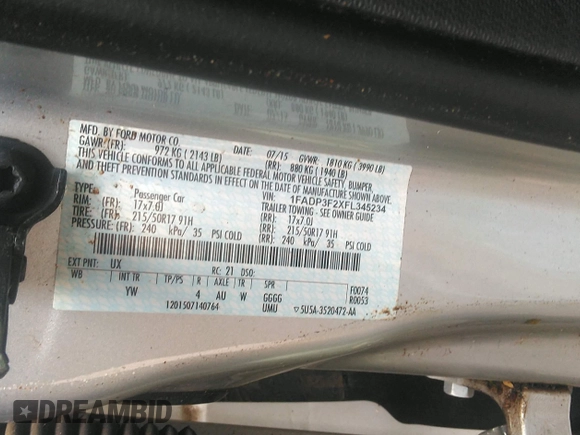 MFD. BY FORD MOTOR CO.
DATE: 07/15 GVWR: 1810 KG ( 3990 LB)
GAWR (FR): 972 KG ( 2143 LB) (RR): 880 KG ( 1940 LB)
THIS VEHICLE CONFORMS TO ALL APPLICABLE FEDERAL MOTOR VEHICLE SAFETY, BUMPER,
AND THEFT PREVENTION STANDARDS IN EFFECT ON THE DATE OF MANUFACTURE SHOWN ABOVE.
VIN: 1FADP3F2XFL345234
TYPE: Passenger Car TRAILER TOWING - SEE OWNER GUIDE
RIM: (FR): 17x7.0J (RR): 17x7.0J
TIRE: 215/50R17 91H 215/50R17 91H
PRESSURE: (FR): 240 kPa/ 35 PSI COLD (RR): 240 kPa/ 35 PSI COLD
EXT PNT: UX RC: 21 DSO: F0074
WB INT TR TP/PS R AXLE TR SPR R0053
YW 4 AU W GGGG
1201507140764 UMU ▽5U5A-3520472-AA
DREAMBID